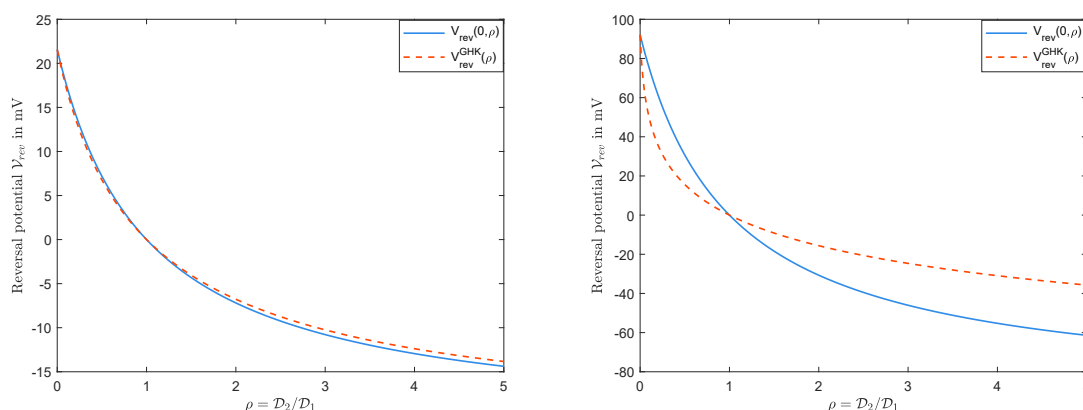 25
20
15
10
5
0
-5
-10
-15
0 1 2 3 4 5
Reversal potential 𝒱_rev in mV
ρ = 𝒟₂/𝒟₁
V_rev(0,ρ)
V_rev^GHK(ρ)
100
80
60
40
20
0
-20
-40
-60
-80
0 1 2 3 4
Reversal potential 𝒱_rev in mV
ρ = 𝒟₂/𝒟₁
V_rev(0,ρ)
V_rev^GHK(ρ)